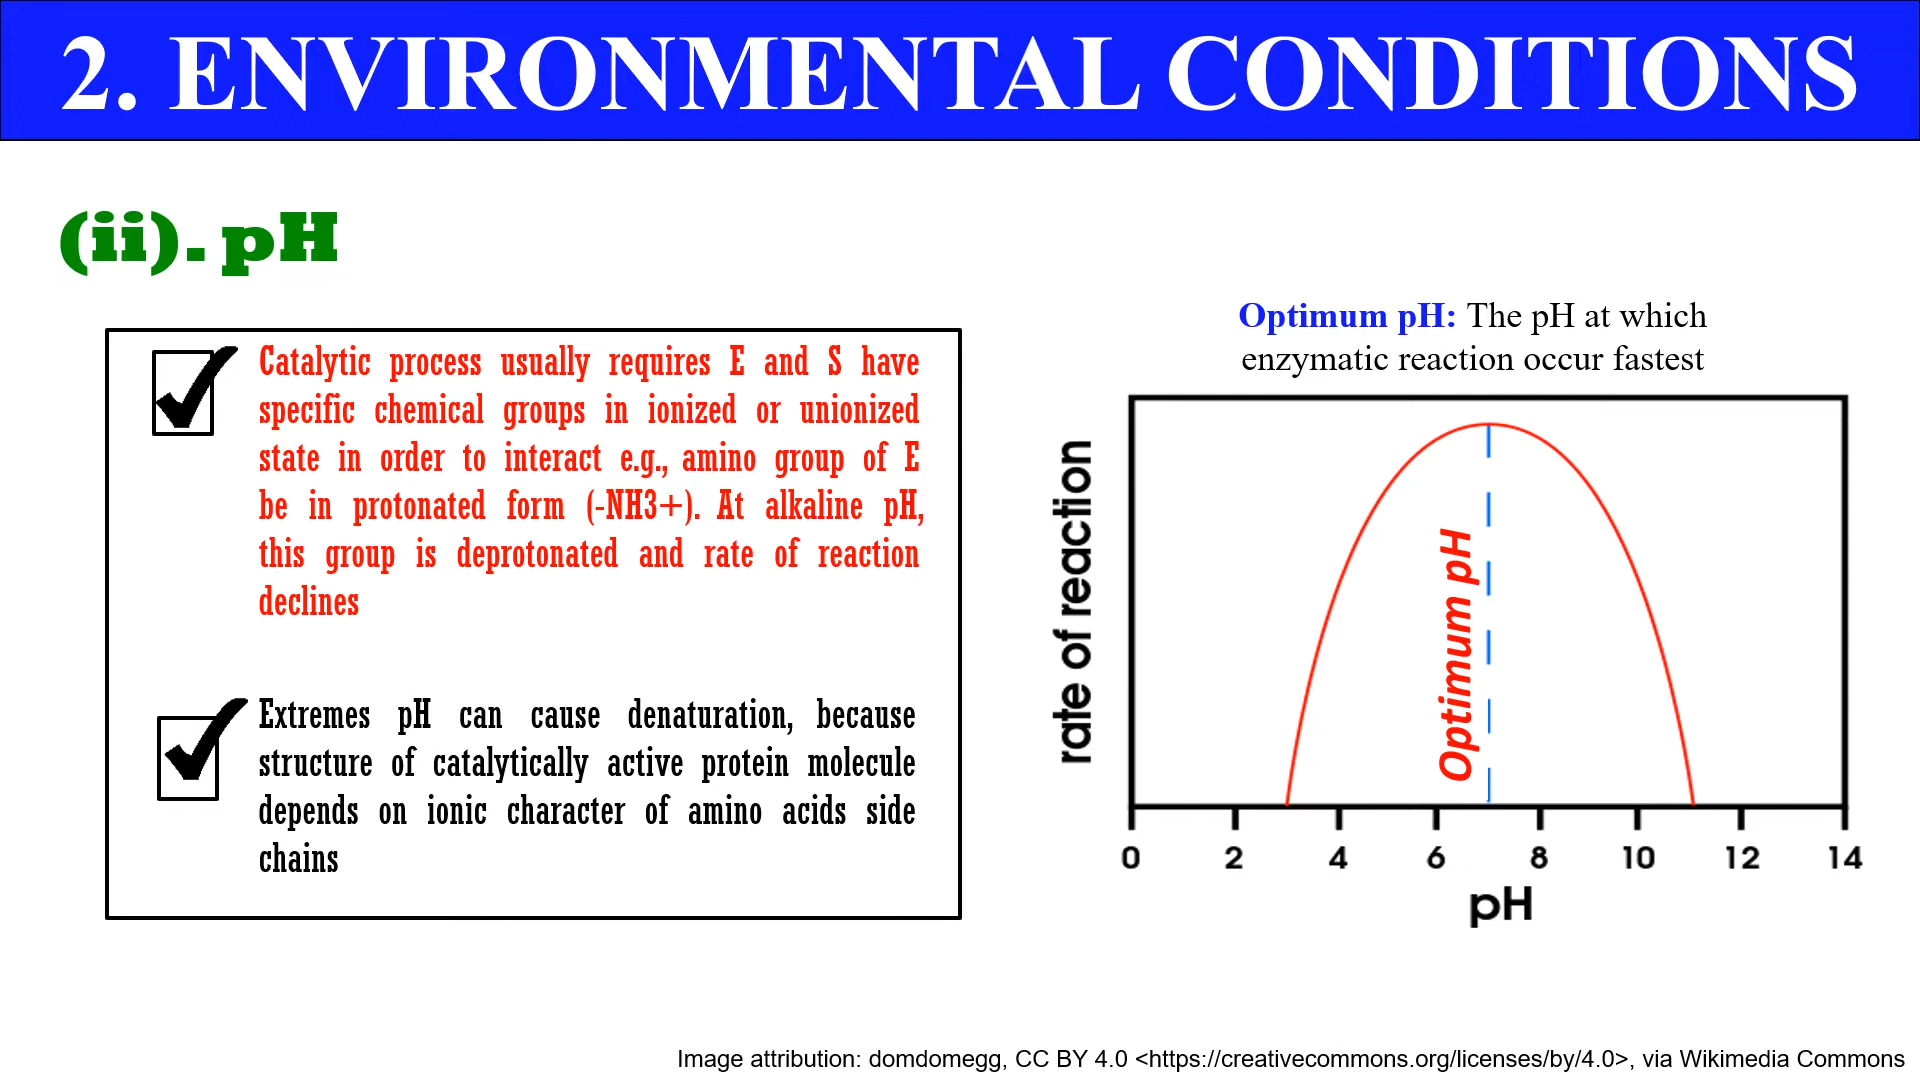 2. ENVIRONMENTAL CONDITIONS
(ii). pH
Catalytic process usually requires E and S have
specific chemical groups in ionized or unionized
state in order to interact e.g., amino group of E
be in protonated form (-NH3+). At alkaline pH,
this group is deprotonated and rate of reaction
declines
Extremes pH can cause denaturation, because
structure of catalytically active protein molecule
depends on ionic character of amino acids side
chains
Optimum pH: The pH at which
enzymatic reaction occur fastest
rate of reaction
Optimum pH
0 2 4 6 8 10 12 14
pH
Image attribution: domdomegg, CC BY 4.0 <https://creativecommons.org/licenses/by/4.0>, via Wikimedia Commons